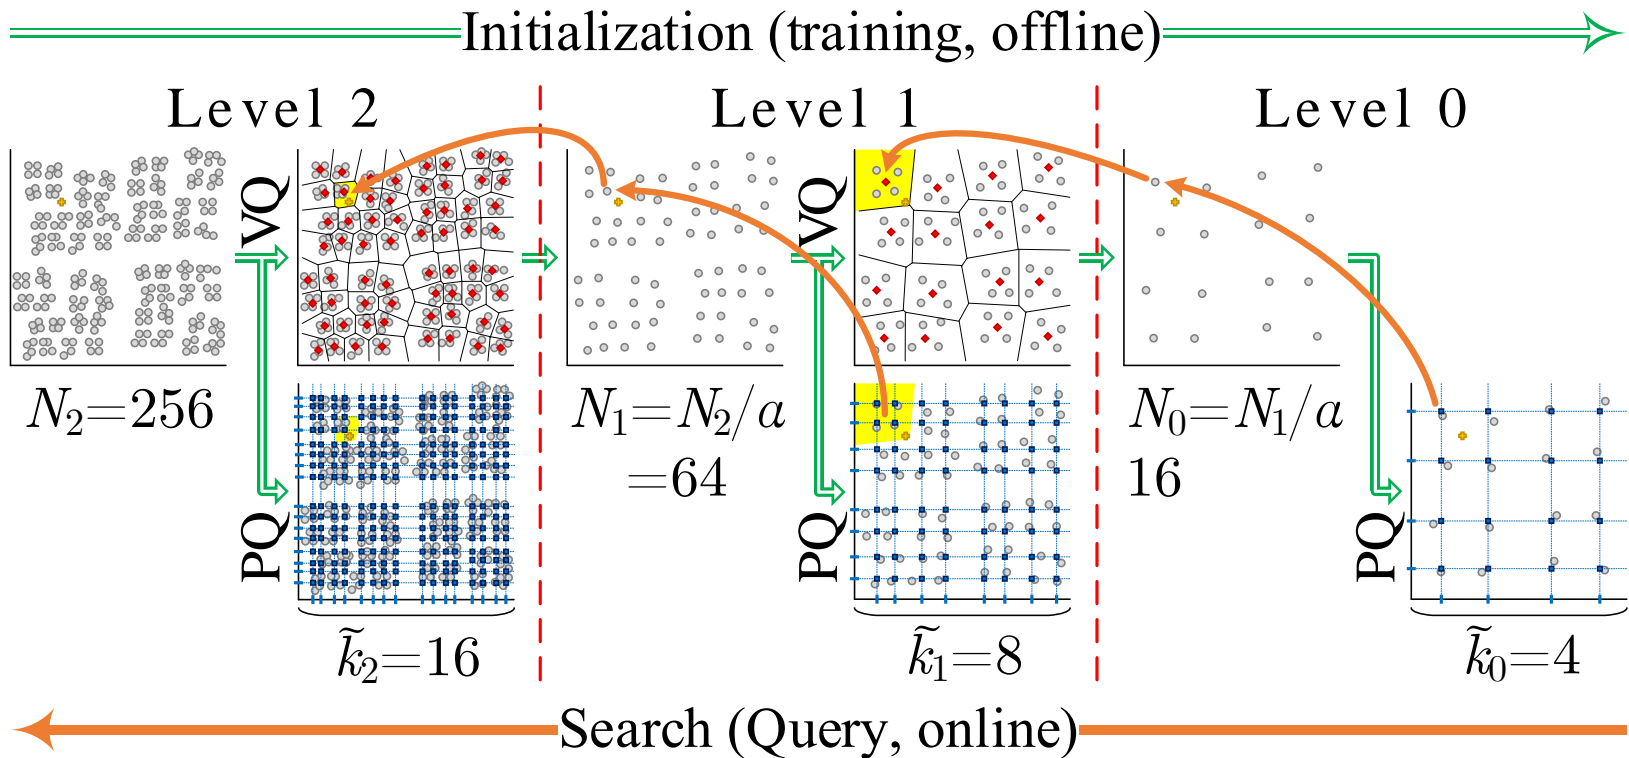 Initialization (training, offline)
Level 2
Level 1
Level 0
VQ
VQ
N₂=256
N₁=N₂/α
=64
N₀=N₁/α
16
PQ
PQ
PQ
k̃₂=16
k̃₁=8
k̃₀=4
Search (Query, online)